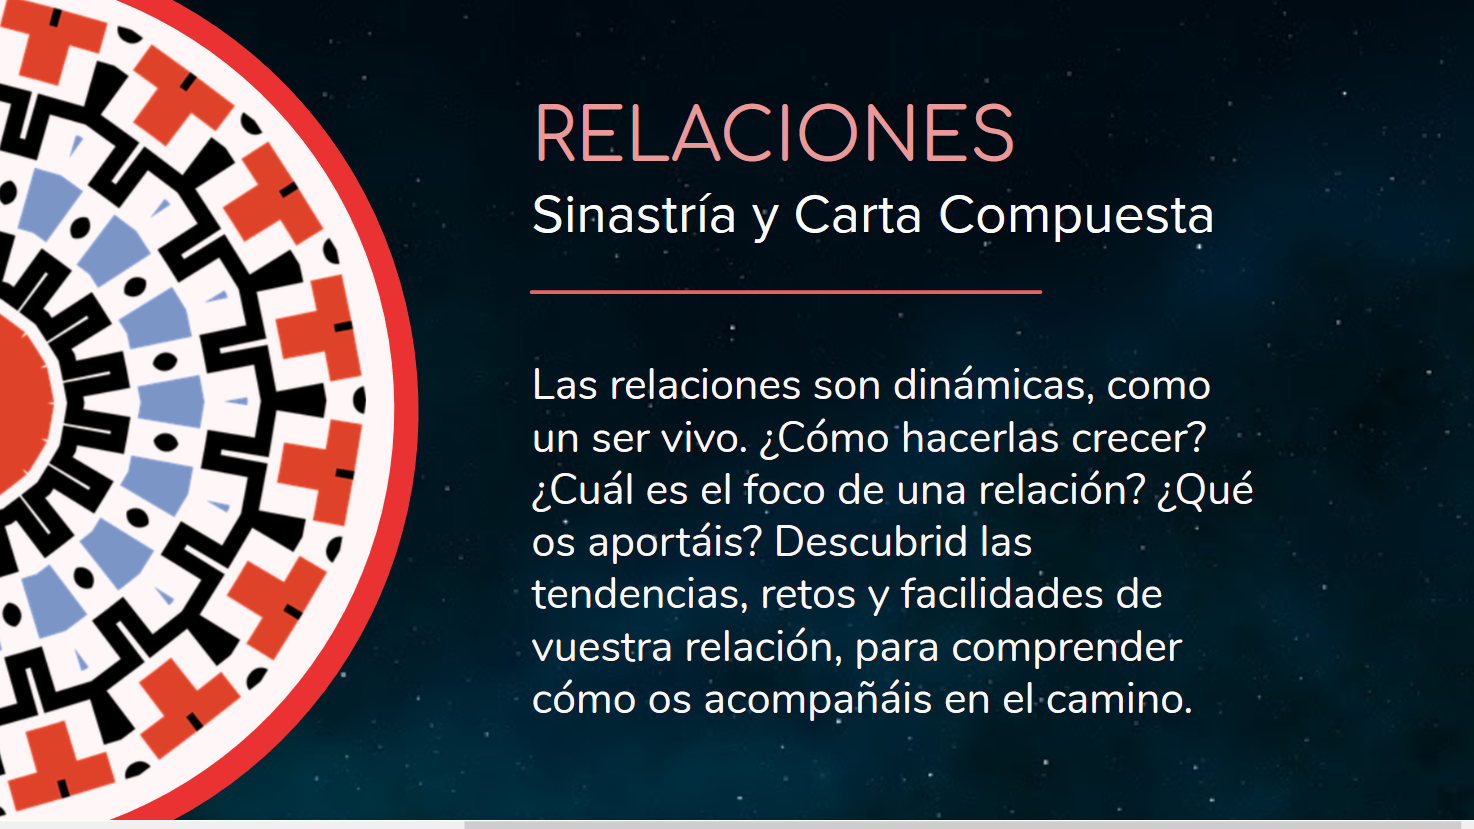 RELACIONES
Sinastría y Carta Compuesta
Las relaciones son dinámicas, como
un ser vivo. ¿Cómo hacerlas crecer?
¿Cuál es el foco de una relación? ¿Qué
os aportáis? Descubrid las
tendencias, retos y facilidades de
vuestra relación, para comprender
cómo os acompañáis en el camino.